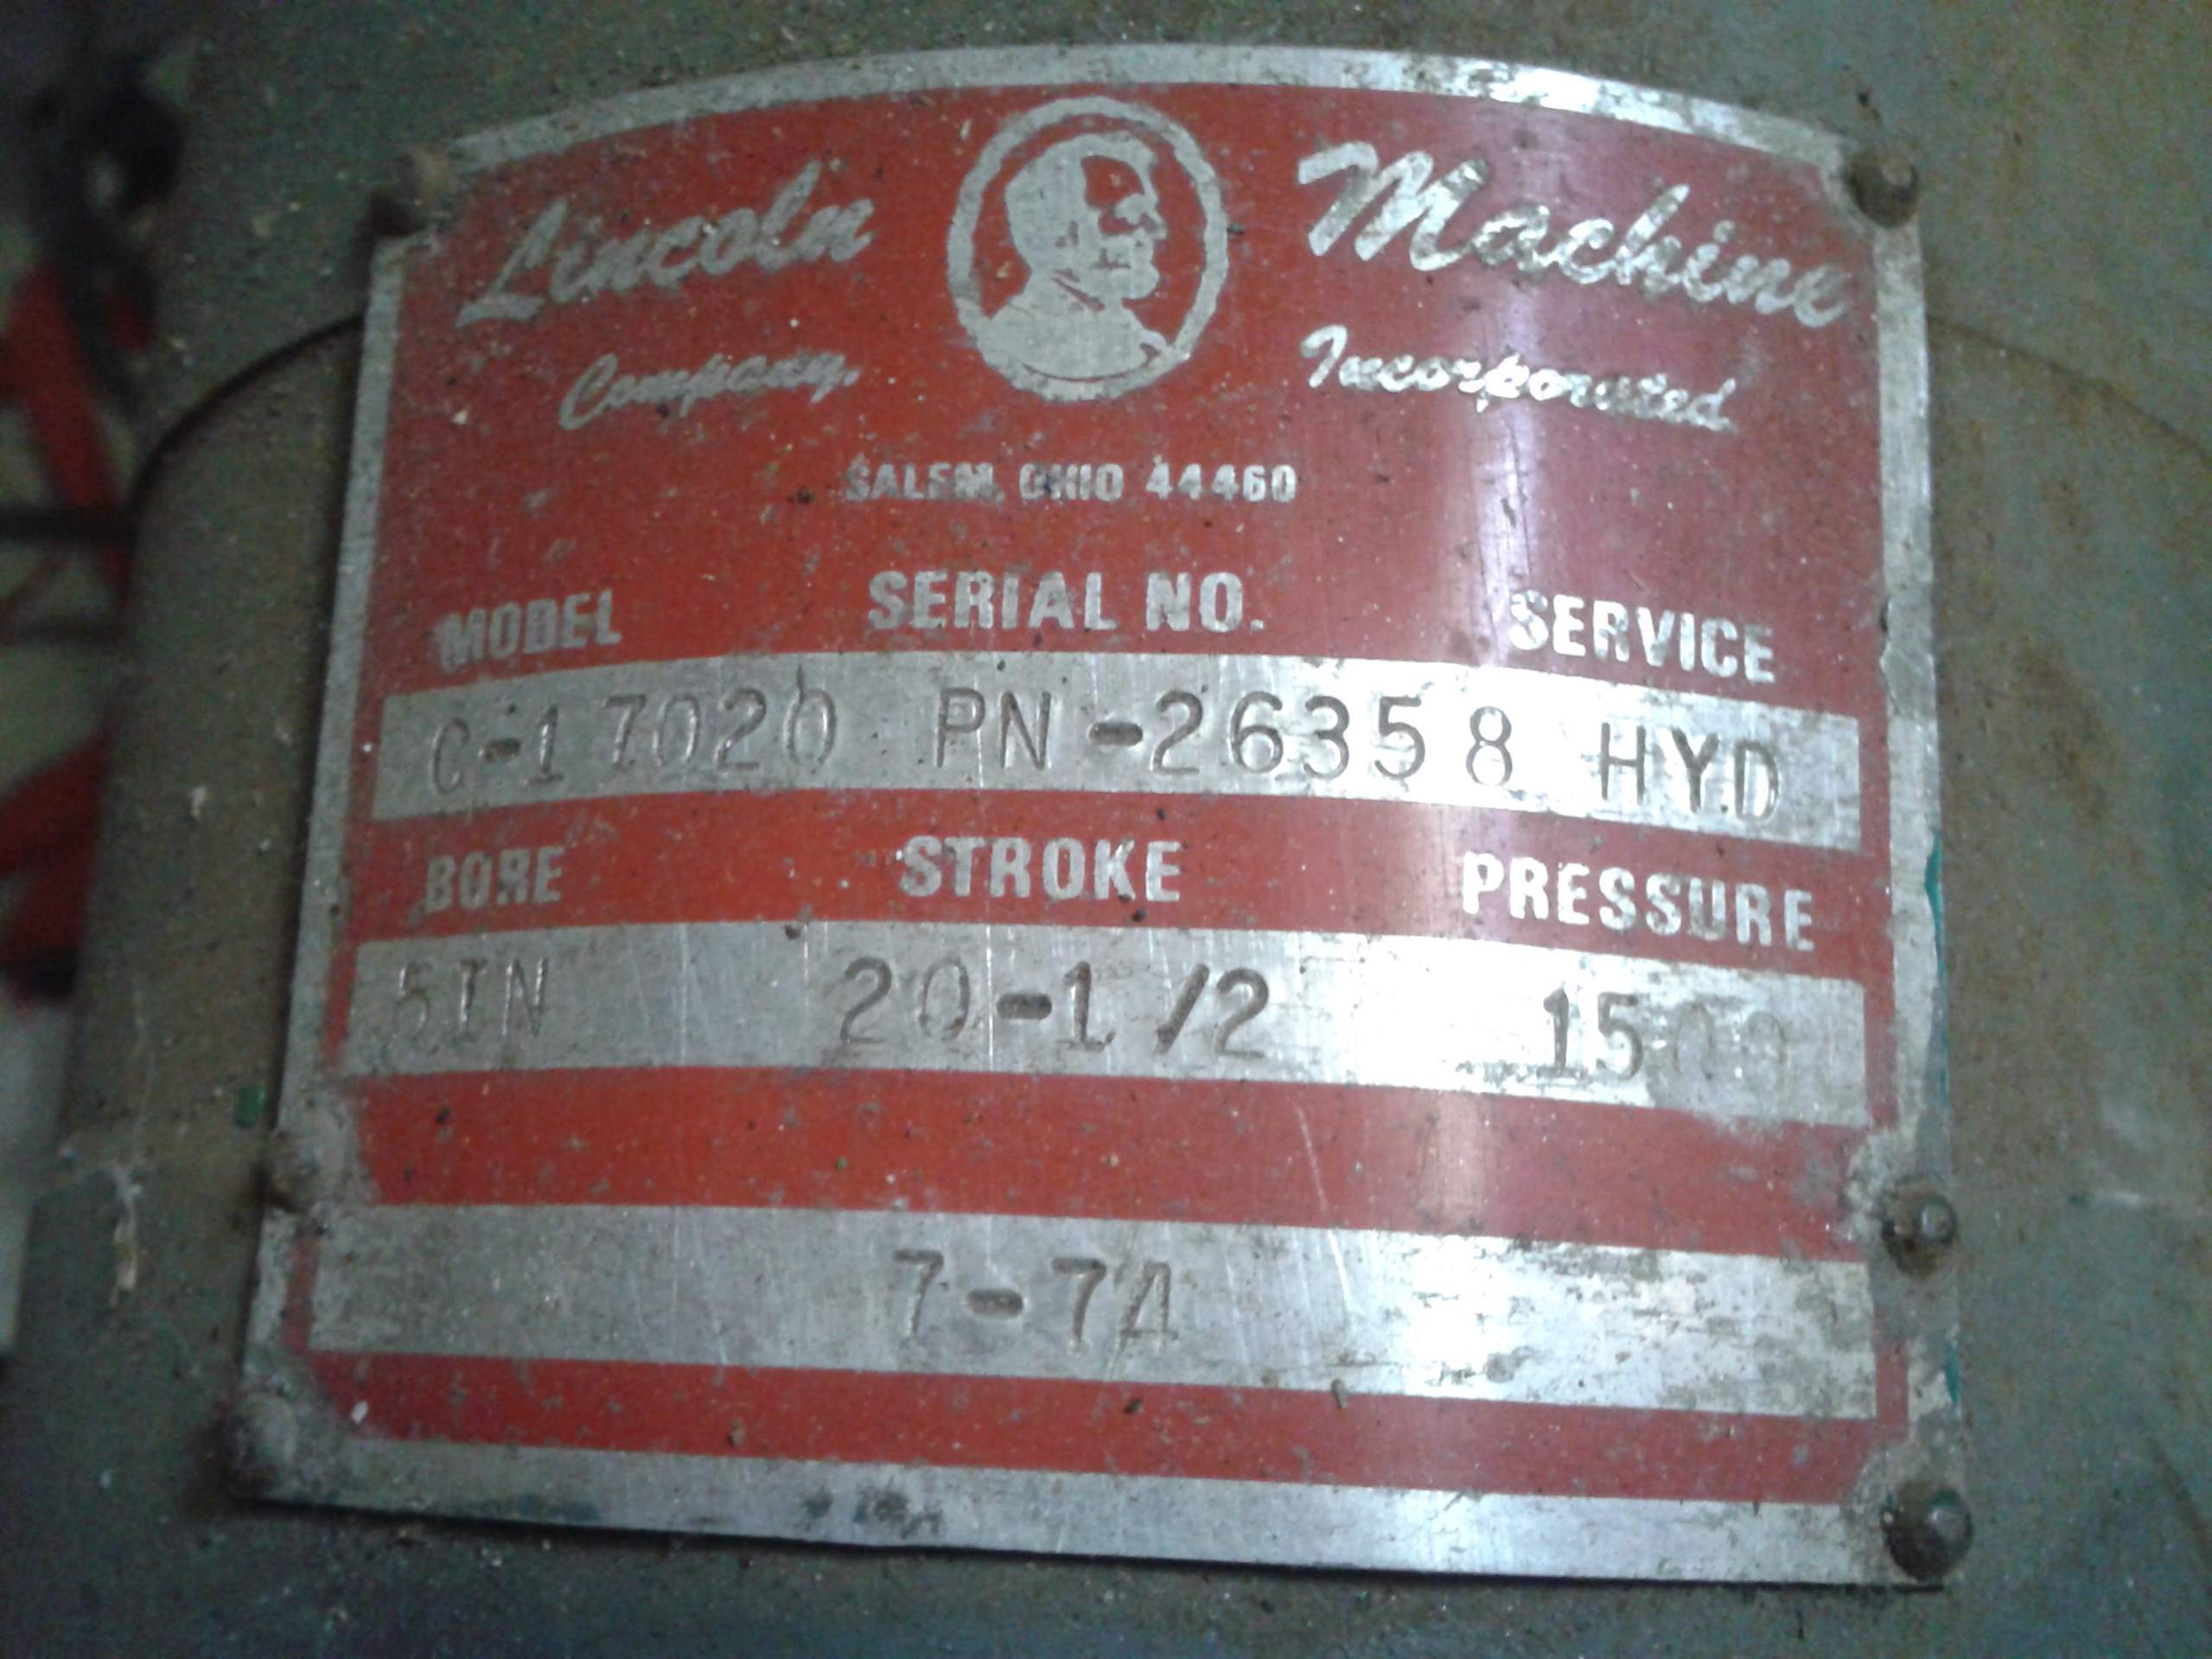 Lincoln Machine
Company, Incorporated
SALEM, OHIO 44460
MODEL SERIAL NO. SERVICE
C-17020 PN-26358 HYD
BORE STROKE PRESSURE
5IN 20-1/2 1500
7-74